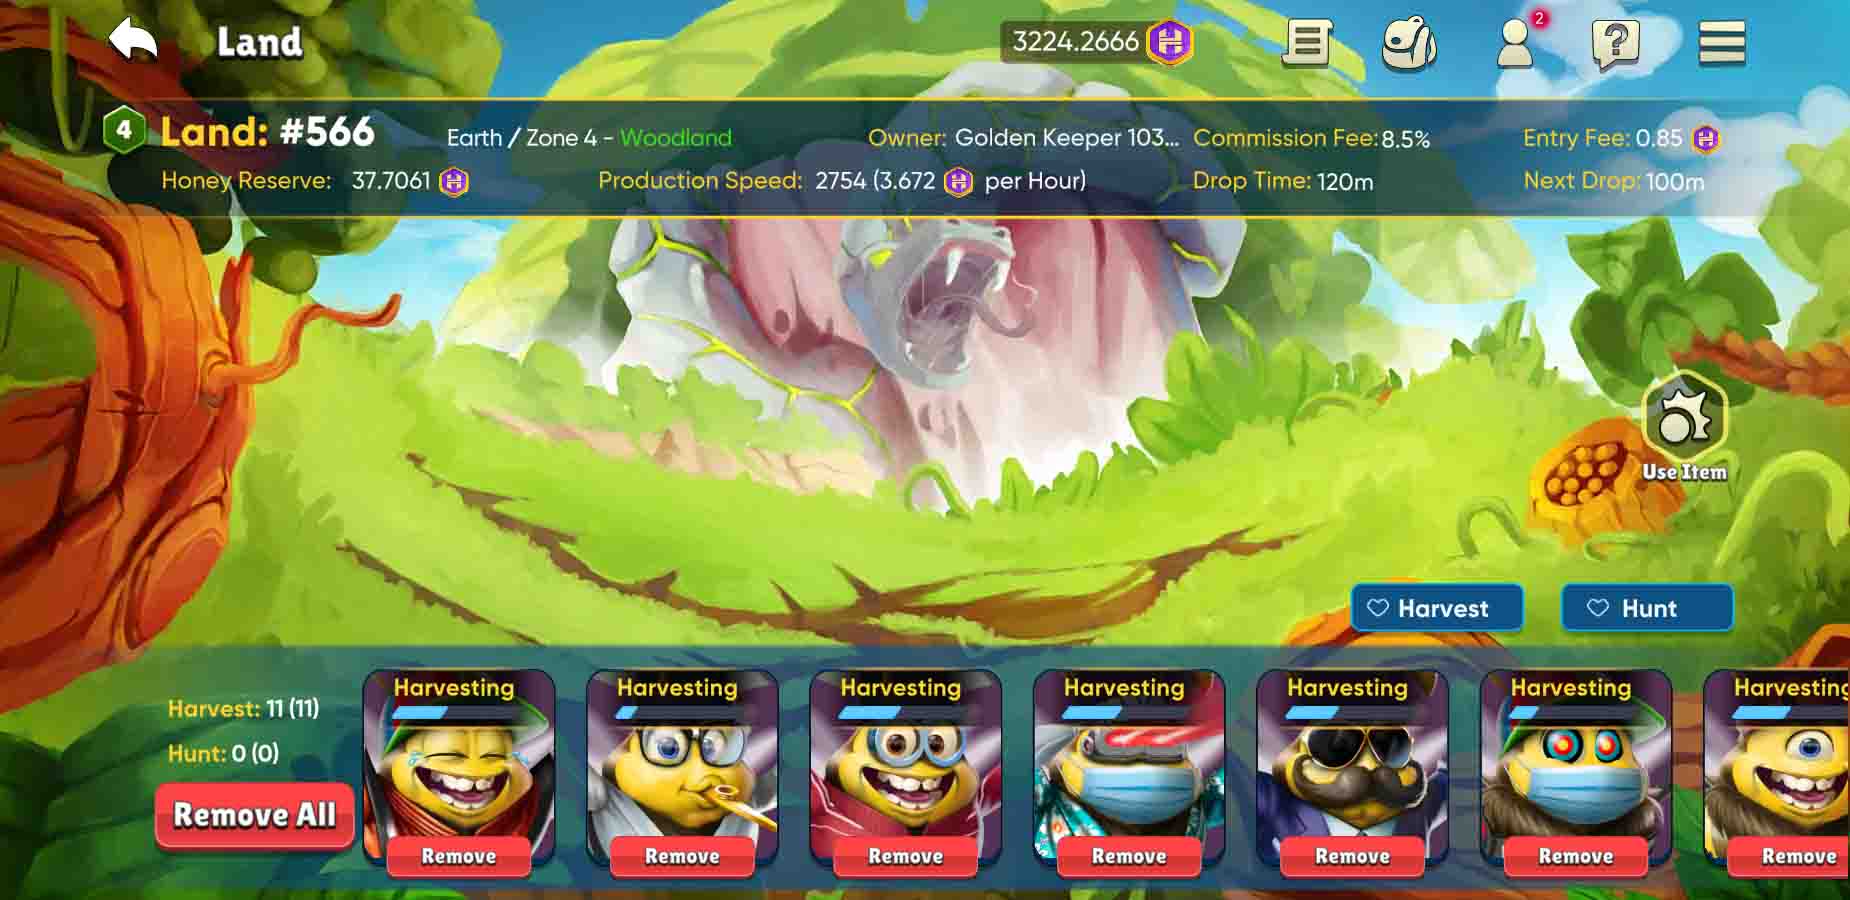 Land
3224.2666
2
4 Land: #566
Earth / Zone 4 - Woodland
Owner: Golden Keeper 103...
Commission Fee: 8.5%
Entry Fee: 0.85
Honey Reserve: 37.7061
Production Speed: 2754 (3.672 per Hour)
Drop Time: 120m
Next Drop: 100m
Use Item
Harvest
Hunt
Harvest: 11 (11)
Hunt: 0 (0)
Remove All
Harvesting
Harvesting
Harvesting
Harvesting
Harvesting
Harvesting
Harvesting
Remove
Remove
Remove
Remove
Remove
Remove
Remove